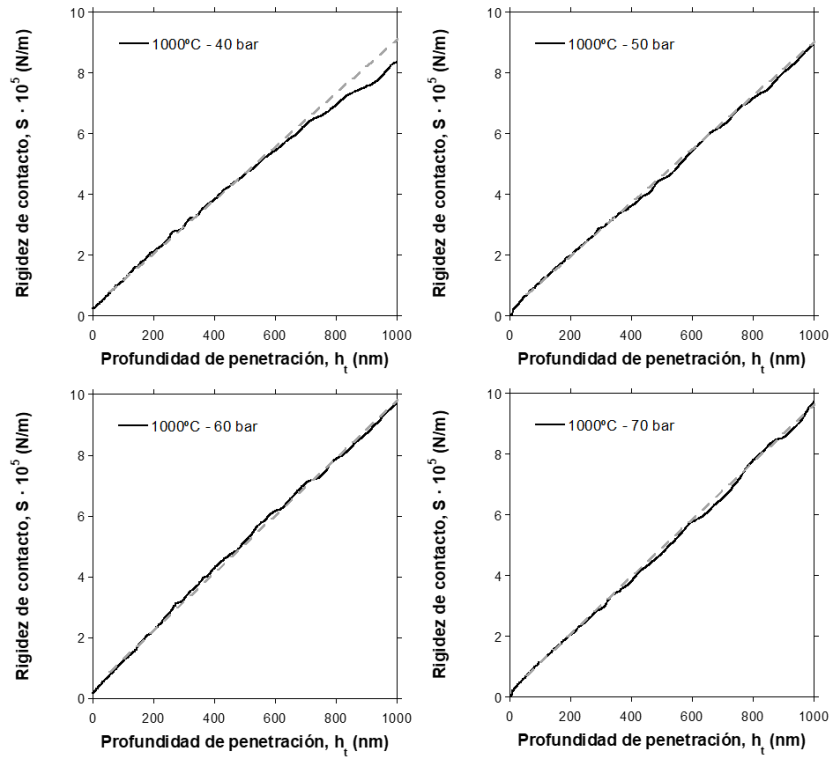 1000ºC - 40 bar
Rigidez de contacto, S · 10⁵ (N/m)
10
8
6
4
2
0
0 200 400 600 800 1000
Profundidad de penetración, hₜ (nm)
1000ºC - 50 bar
Rigidez de contacto, S · 10⁵ (N/m)
10
8
6
4
2
0
0 200 400 600 800 1000
Profundidad de penetración, hₜ (nm)
1000ºC - 60 bar
Rigidez de contacto, S · 10⁵ (N/m)
10
8
6
4
2
0
0 200 400 600 800 1000
Profundidad de penetración, hₜ (nm)
1000ºC - 70 bar
Rigidez de contacto, S · 10⁵ (N/m)
10
8
6
4
2
0
0 200 400 600 800 1000
Profundidad de penetración, hₜ (nm)